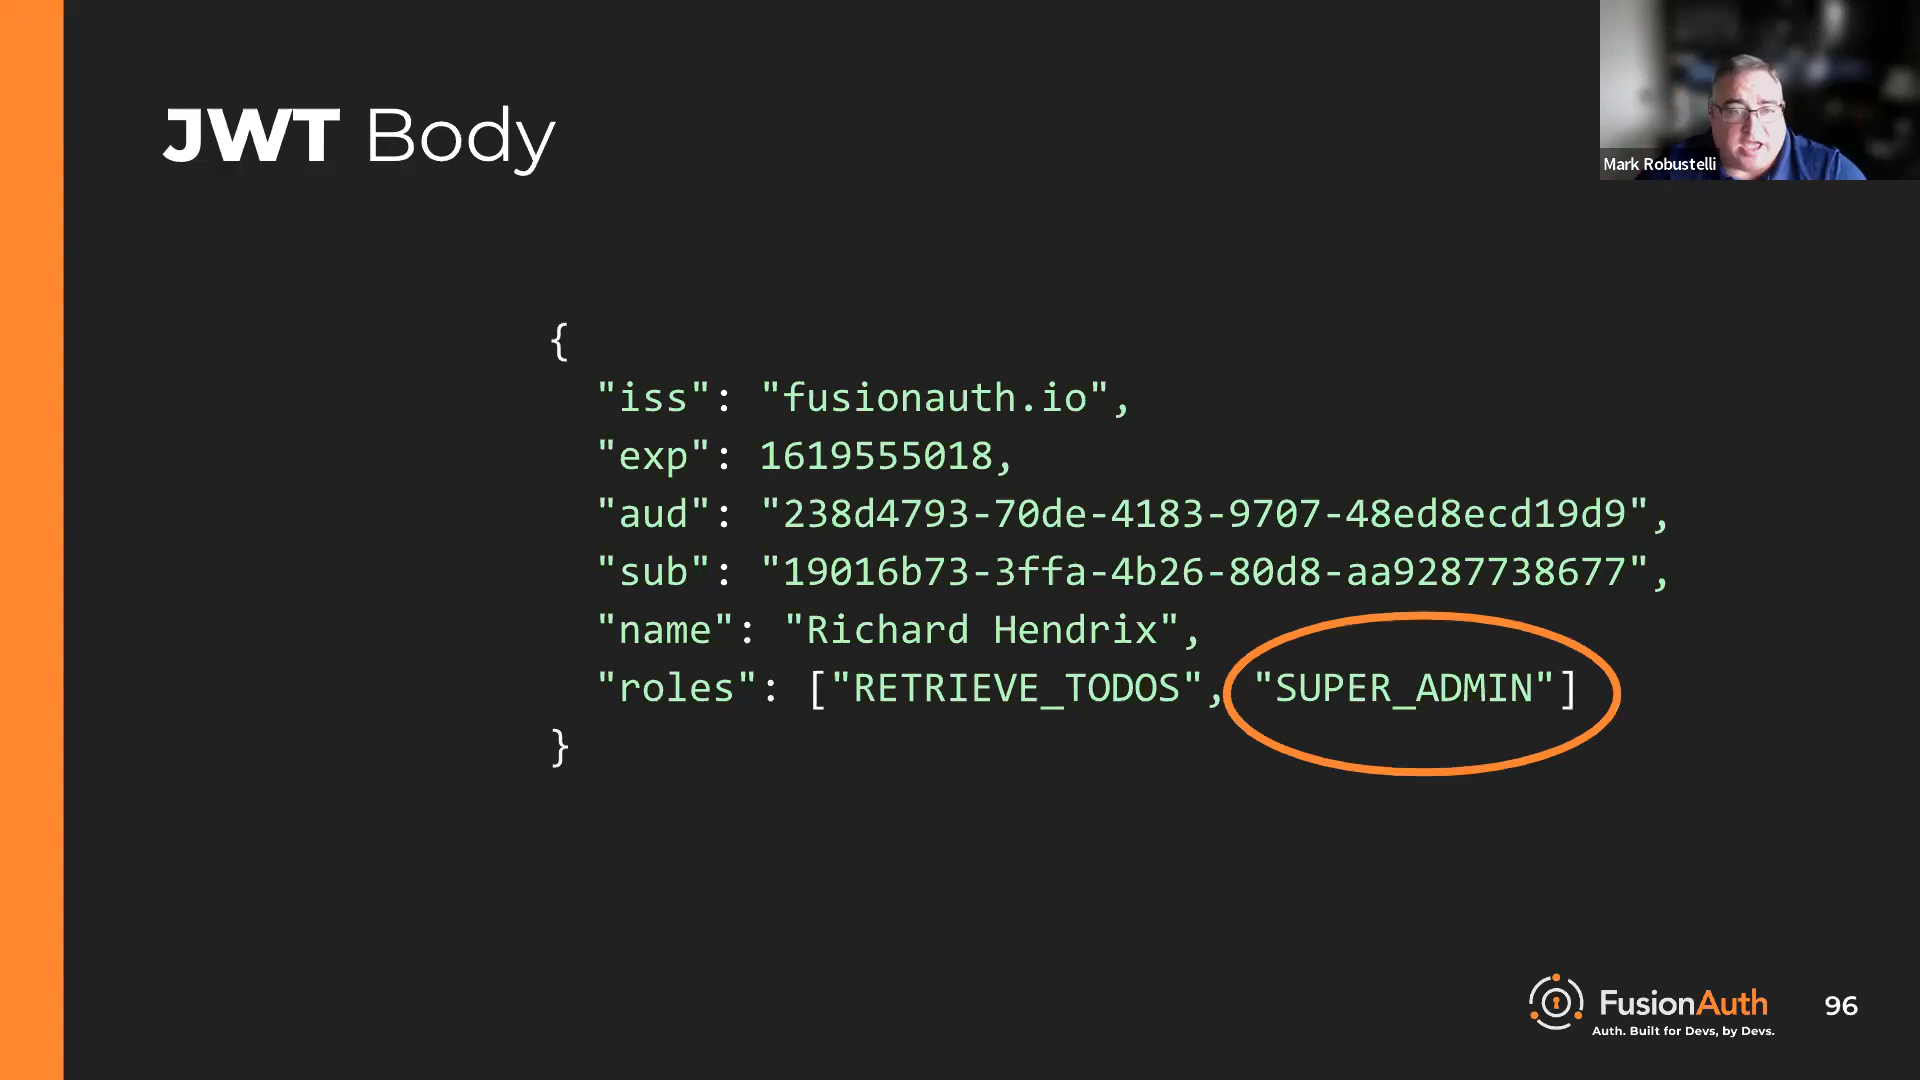 JWT Body
Mark Robustelli
{
"iss": "fusionauth.io",
"exp": 1619555018,
"aud": "238d4793-70de-4183-9707-48ed8ecd19d9",
"sub": "19016b73-3ffa-4b26-80d8-aa9287738677",
"name": "Richard Hendrix",
"roles": ["RETRIEVE_TODOS", "SUPER_ADMIN"]
}
FusionAuth
Auth. Built for Devs, by Devs.
96